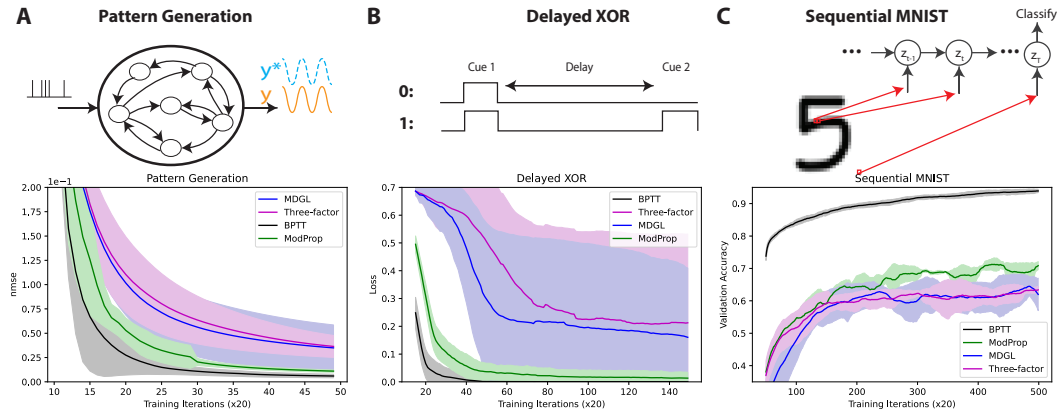 A Pattern Generation
y*
y
Pattern Generation
1e−1
nmse
2.00
1.75
1.50
1.25
1.00
0.75
0.50
0.25
0.00
MDGL
Three-factor
BPTT
ModProp
10 15 20 25 30 35 40 45 50
Training Iterations (x20)
B Delayed XOR
Cue 1 Delay Cue 2
0:
1:
Delayed XOR
Loss
0.7
0.6
0.5
0.4
0.3
0.2
0.1
0.0
BPTT
Three-factor
MDGL
ModProp
20 40 60 80 100 120 140
Training Iterations (x20)
C Sequential MNIST
Classify
... z_{t-1} z_t ... z_T
5
Sequential MNIST
Validation Accuracy
0.9
0.8
0.7
0.6
0.5
0.4
BPTT
ModProp
MDGL
Three-factor
100 200 300 400 500
Training Iterations (x20)